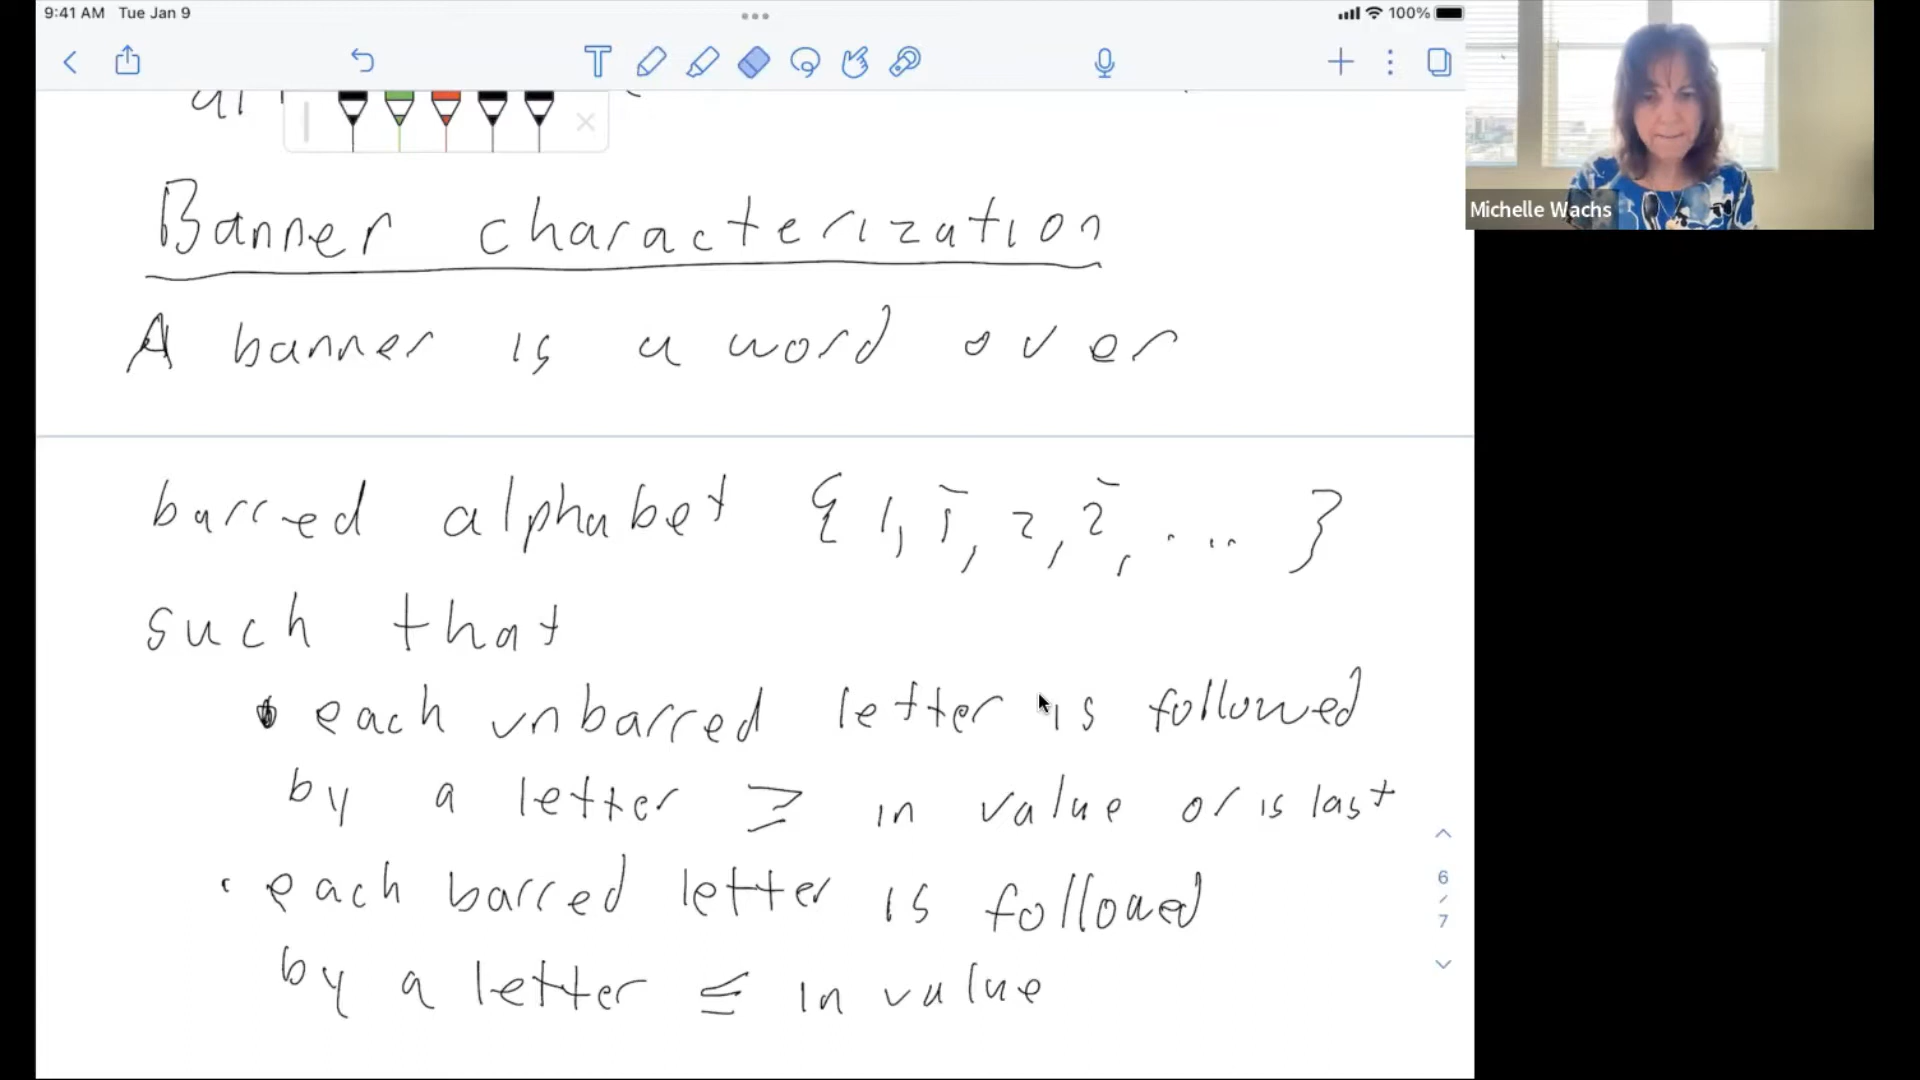 9:41 AM Tue Jan 9
100%
Michelle Wachs
Banner characterization
A banner is a word over
barred alphabet { 1, 1̄, 2, 2̄, ... }
such that
• each unbarred letter is followed
by a letter ≥ in value or is last
• each barred letter is followed
by a letter ≤ in value
6
/
7